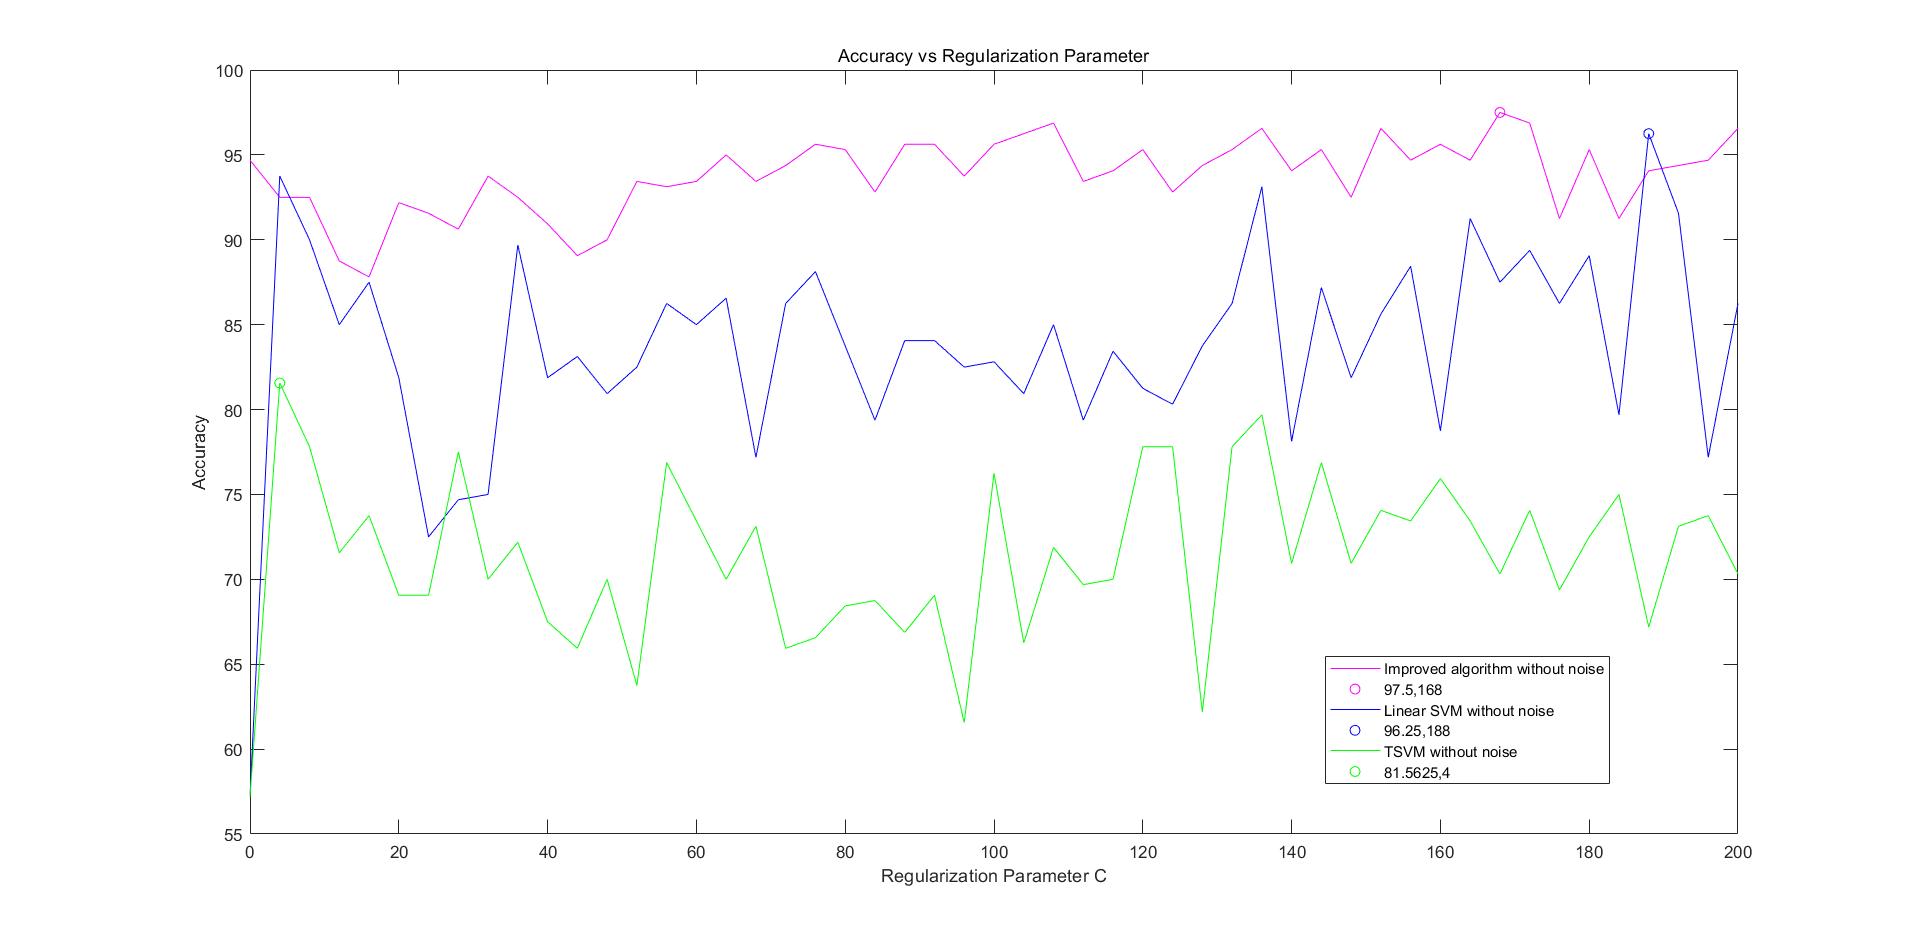 Accuracy vs Regularization Parameter
100
95
90
85
80
75
70
65
60
55
Accuracy
0 20 40 60 80 100 120 140 160 180 200
Regularization Parameter C
Improved algorithm without noise
97.5,168
Linear SVM without noise
96.25,188
TSVM without noise
81.5625,4